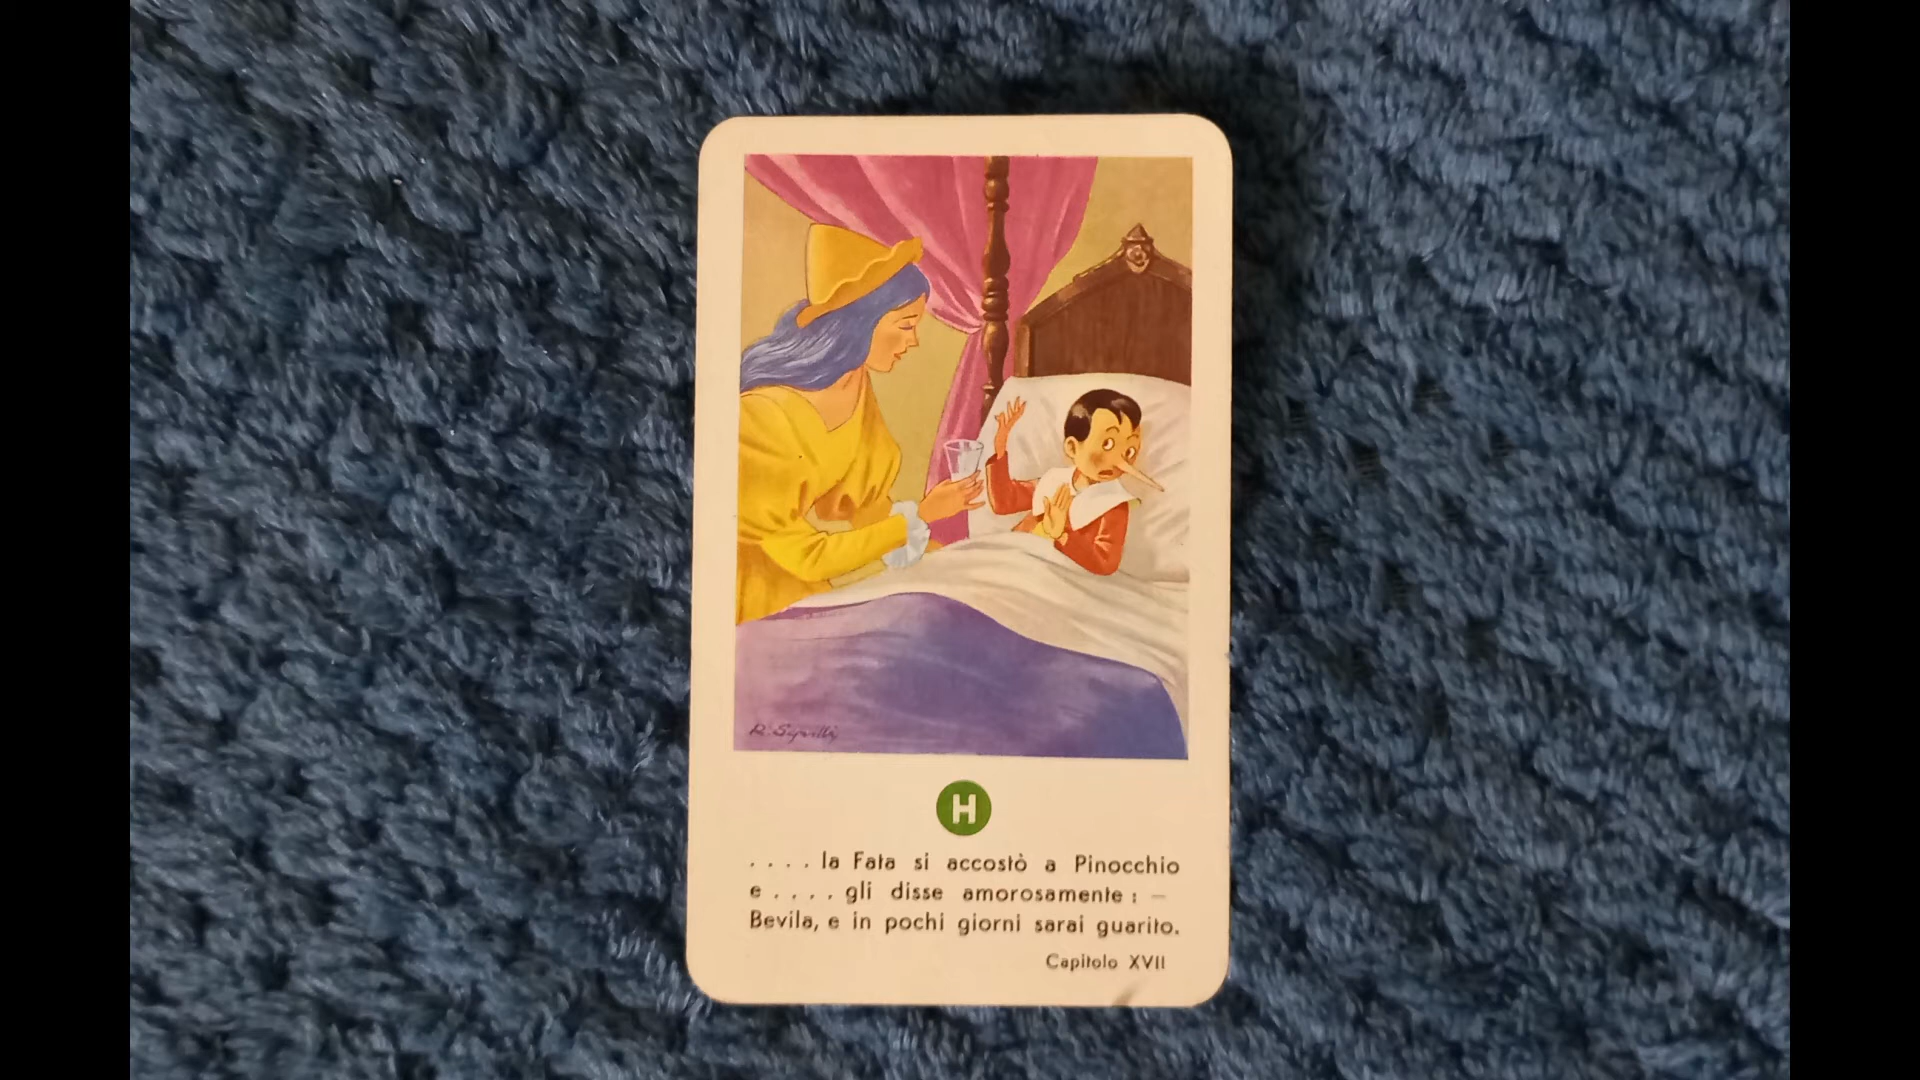 H
. . . . la Fata si accostò a Pinocchio
e . . . . gli disse amorosamente : —
Bevila, e in pochi giorni sarai guarito.
Capitolo XVII